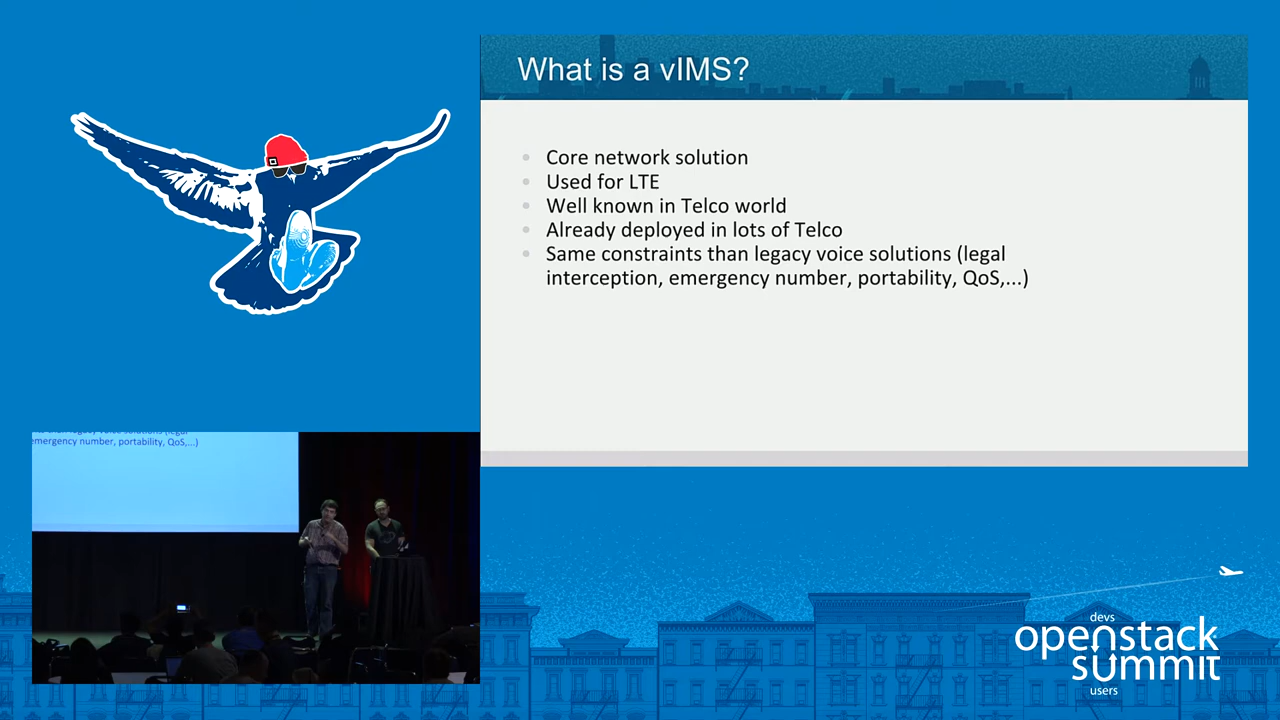 What is a vIMS?
Core network solution
Used for LTE
Well known in Telco world
Already deployed in lots of Telco
Same constraints than legacy voice solutions (legal
interception, emergency number, portability, QoS,...)
emergency number, portability, QoS,...)
devs
openstack
summit
users